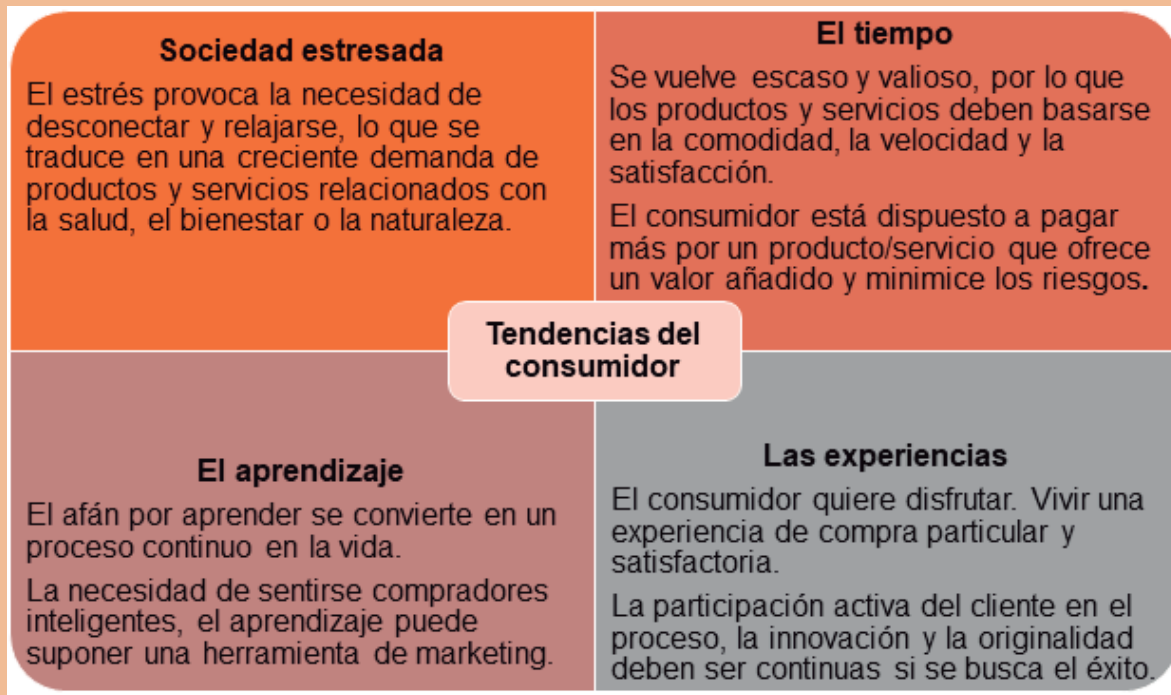 Sociedad estresada
El estrés provoca la necesidad de
desconectar y relajarse, lo que se
traduce en una creciente demanda de
productos y servicios relacionados con
la salud, el bienestar o la naturaleza.
El tiempo
Se vuelve escaso y valioso, por lo que
los productos y servicios deben basarse
en la comodidad, la velocidad y la
satisfacción.
El consumidor está dispuesto a pagar
más por un producto/servicio que ofrece
un valor añadido y minimice los riesgos.
Tendencias del
consumidor
El aprendizaje
El afán por aprender se convierte en un
proceso continuo en la vida.
La necesidad de sentirse compradores
inteligentes, el aprendizaje puede
suponer una herramienta de marketing.
Las experiencias
El consumidor quiere disfrutar. Vivir una
experiencia de compra particular y
satisfactoria.
La participación activa del cliente en el
proceso, la innovación y la originalidad
deben ser continuas si se busca el éxito.